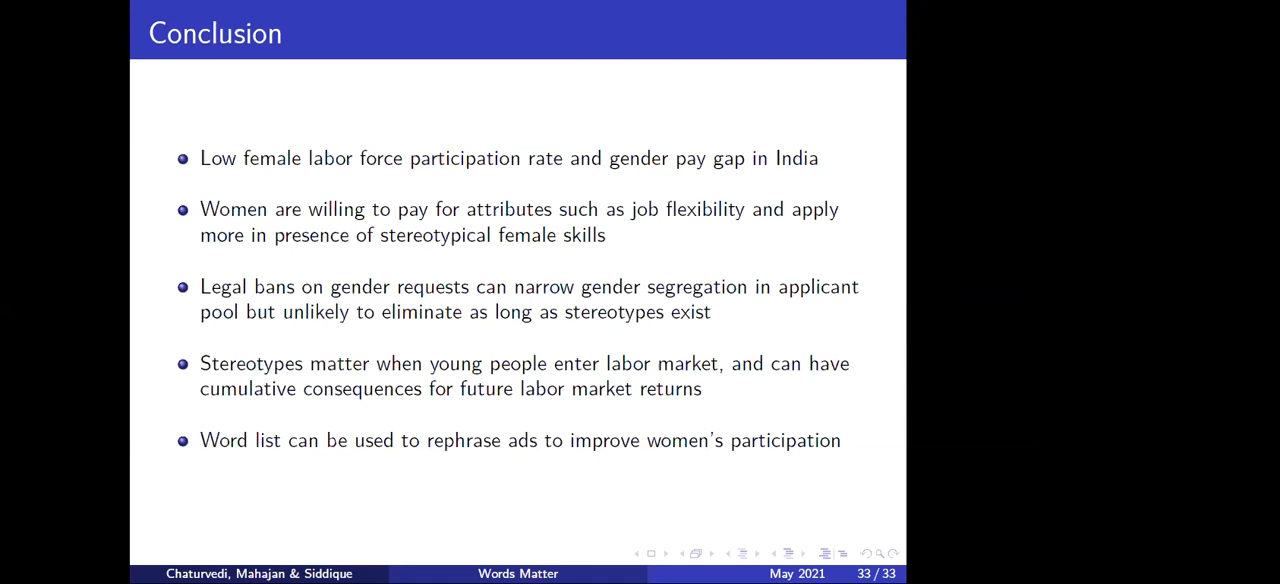 Conclusion
Low female labor force participation rate and gender pay gap in India
Women are willing to pay for attributes such as job flexibility and apply
more in presence of stereotypical female skills
Legal bans on gender requests can narrow gender segregation in applicant
pool but unlikely to eliminate as long as stereotypes exist
Stereotypes matter when young people enter labor market, and can have
cumulative consequences for future labor market returns
Word list can be used to rephrase ads to improve women's participation
Chaturvedi, Mahajan & Siddique
Words Matter
May 2021
33 / 33